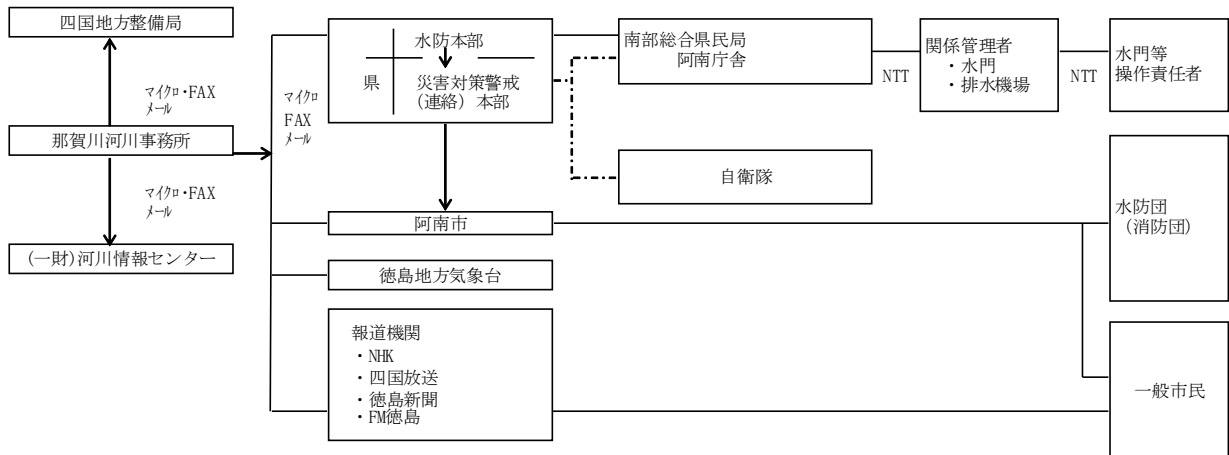 四国地方整備局
マイクロ・FAX
メール
那賀川河川事務所
マイクロ・FAX
メール
(一財)河川情報センター
マイクロ
FAX
メール
県
水防本部
災害対策警戒
(連絡) 本部
阿南市
徳島地方気象台
報道機関
・NHK
・四国放送
・徳島新聞
・FM徳島
南部総合県民局
阿南庁舎
自衛隊
NTT
関係管理者
・水門
・排水機場
NTT
水門等
操作責任者
水防団
(消防団)
一般市民